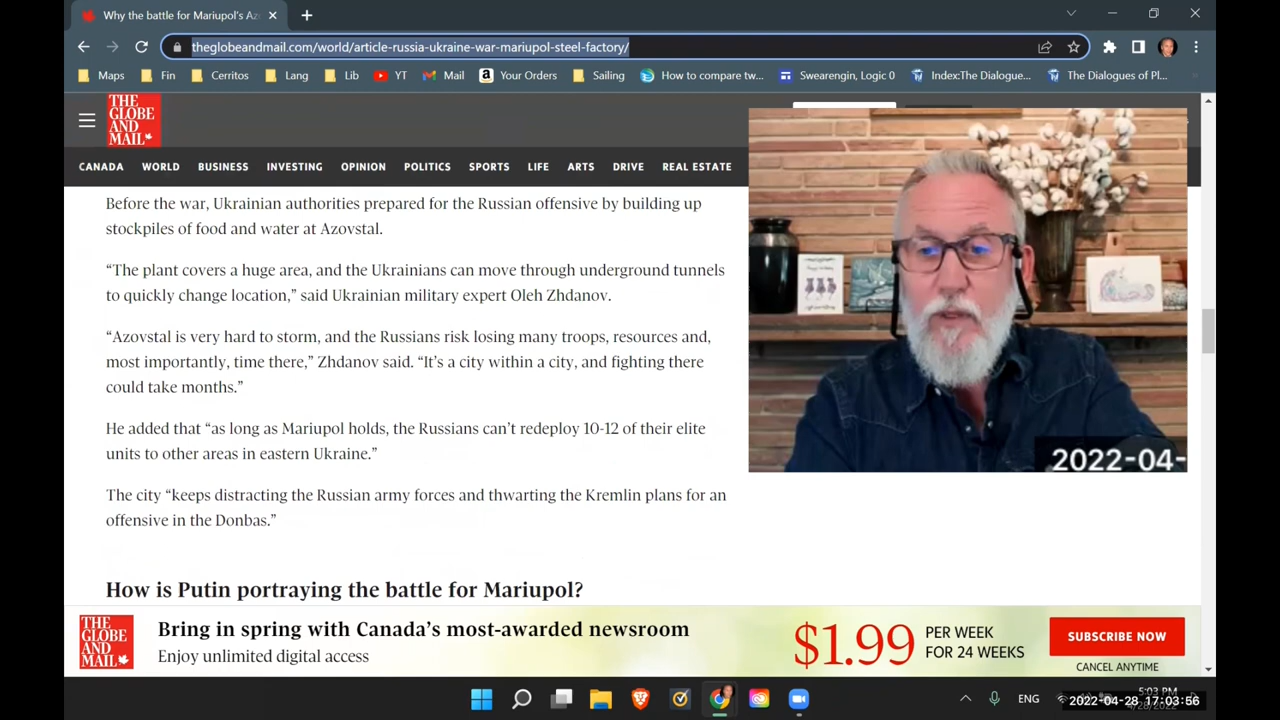 Why the battle for Mariupol's Az
theglobeandmail.com/world/article-russia-ukraine-war-mariupol-steel-factory/
Maps Fin Cerritos Lang Lib YT Mail Your Orders Sailing How to compare tw... Swearengin, Logic 0 Index:The Dialogue... The Dialogues of Pl...
THE
GLOBE
AND
MAIL
CANADA WORLD BUSINESS INVESTING OPINION POLITICS SPORTS LIFE ARTS DRIVE REAL ESTATE
Before the war, Ukrainian authorities prepared for the Russian offensive by building up
stockpiles of food and water at Azovstal.
“The plant covers a huge area, and the Ukrainians can move through underground tunnels
to quickly change location,” said Ukrainian military expert Oleh Zhdanov.
“Azovstal is very hard to storm, and the Russians risk losing many troops, resources and,
most importantly, time there,” Zhdanov said. “It’s a city within a city, and fighting there
could take months.”
He added that “as long as Mariupol holds, the Russians can’t redeploy 10-12 of their elite
units to other areas in eastern Ukraine.”
The city “keeps distracting the Russian army forces and thwarting the Kremlin plans for an
offensive in the Donbas.”
How is Putin portraying the battle for Mariupol?
2022-04-
THE
GLOBE
AND
MAIL
Bring in spring with Canada’s most-awarded newsroom
Enjoy unlimited digital access
$1.99
PER WEEK
FOR 24 WEEKS
SUBSCRIBE NOW
CANCEL ANYTIME
ENG
5:03 PM
2022-04-28 17:03:56